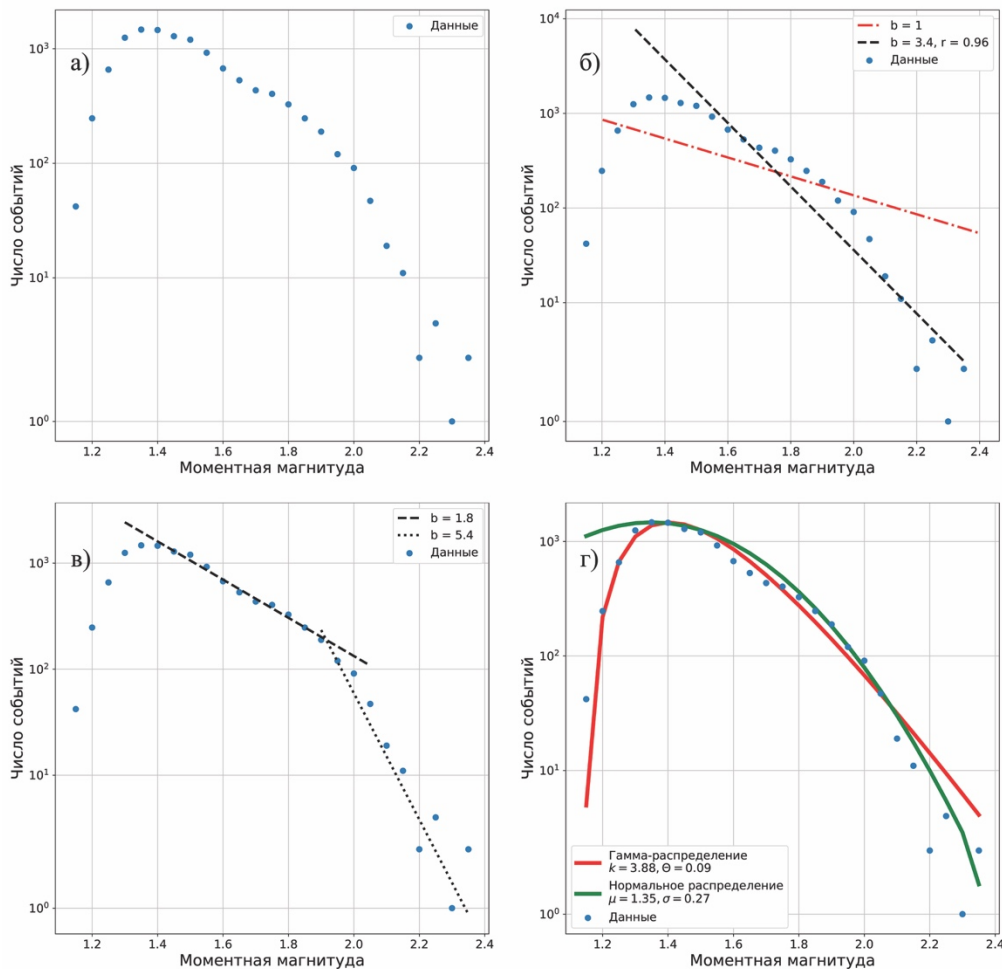 а)
Данные
10³
10²
10¹
10⁰
Число событий
1.2 1.4 1.6 1.8 2.0 2.2 2.4
Моментная магнитуда
б)
b = 1
b = 3.4, r = 0.96
Данные
10⁴
10³
10²
10¹
10⁰
Число событий
1.2 1.4 1.6 1.8 2.0 2.2 2.4
Моментная магнитуда
в)
b = 1.8
b = 5.4
Данные
10³
10²
10¹
10⁰
Число событий
1.2 1.4 1.6 1.8 2.0 2.2 2.4
Моментная магнитуда
г)
10³
10²
10¹
10⁰
Число событий
Гамма-распределение
k = 3.88, Θ = 0.09
Нормальное распределение
μ = 1.35, σ = 0.27
Данные
1.2 1.4 1.6 1.8 2.0 2.2 2.4
Моментная магнитуда